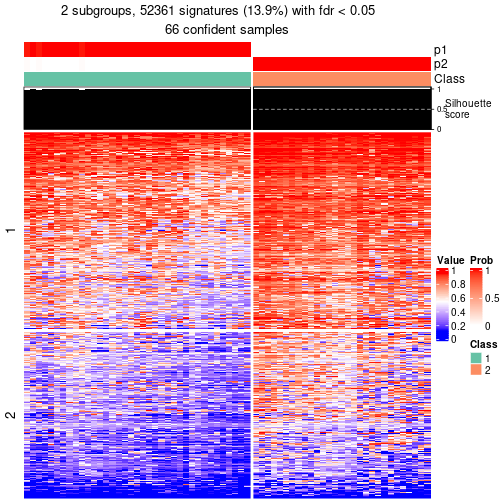 2 subgroups, 52361 signatures (13.9%) with fdr < 0.05
66 confident samples
p1
p2
Class
1
0.5
0
Silhouette
score
1
2
Value
1
0.8
0.6
0.4
0.2
0
Prob
1
0.5
0
Class
1
2